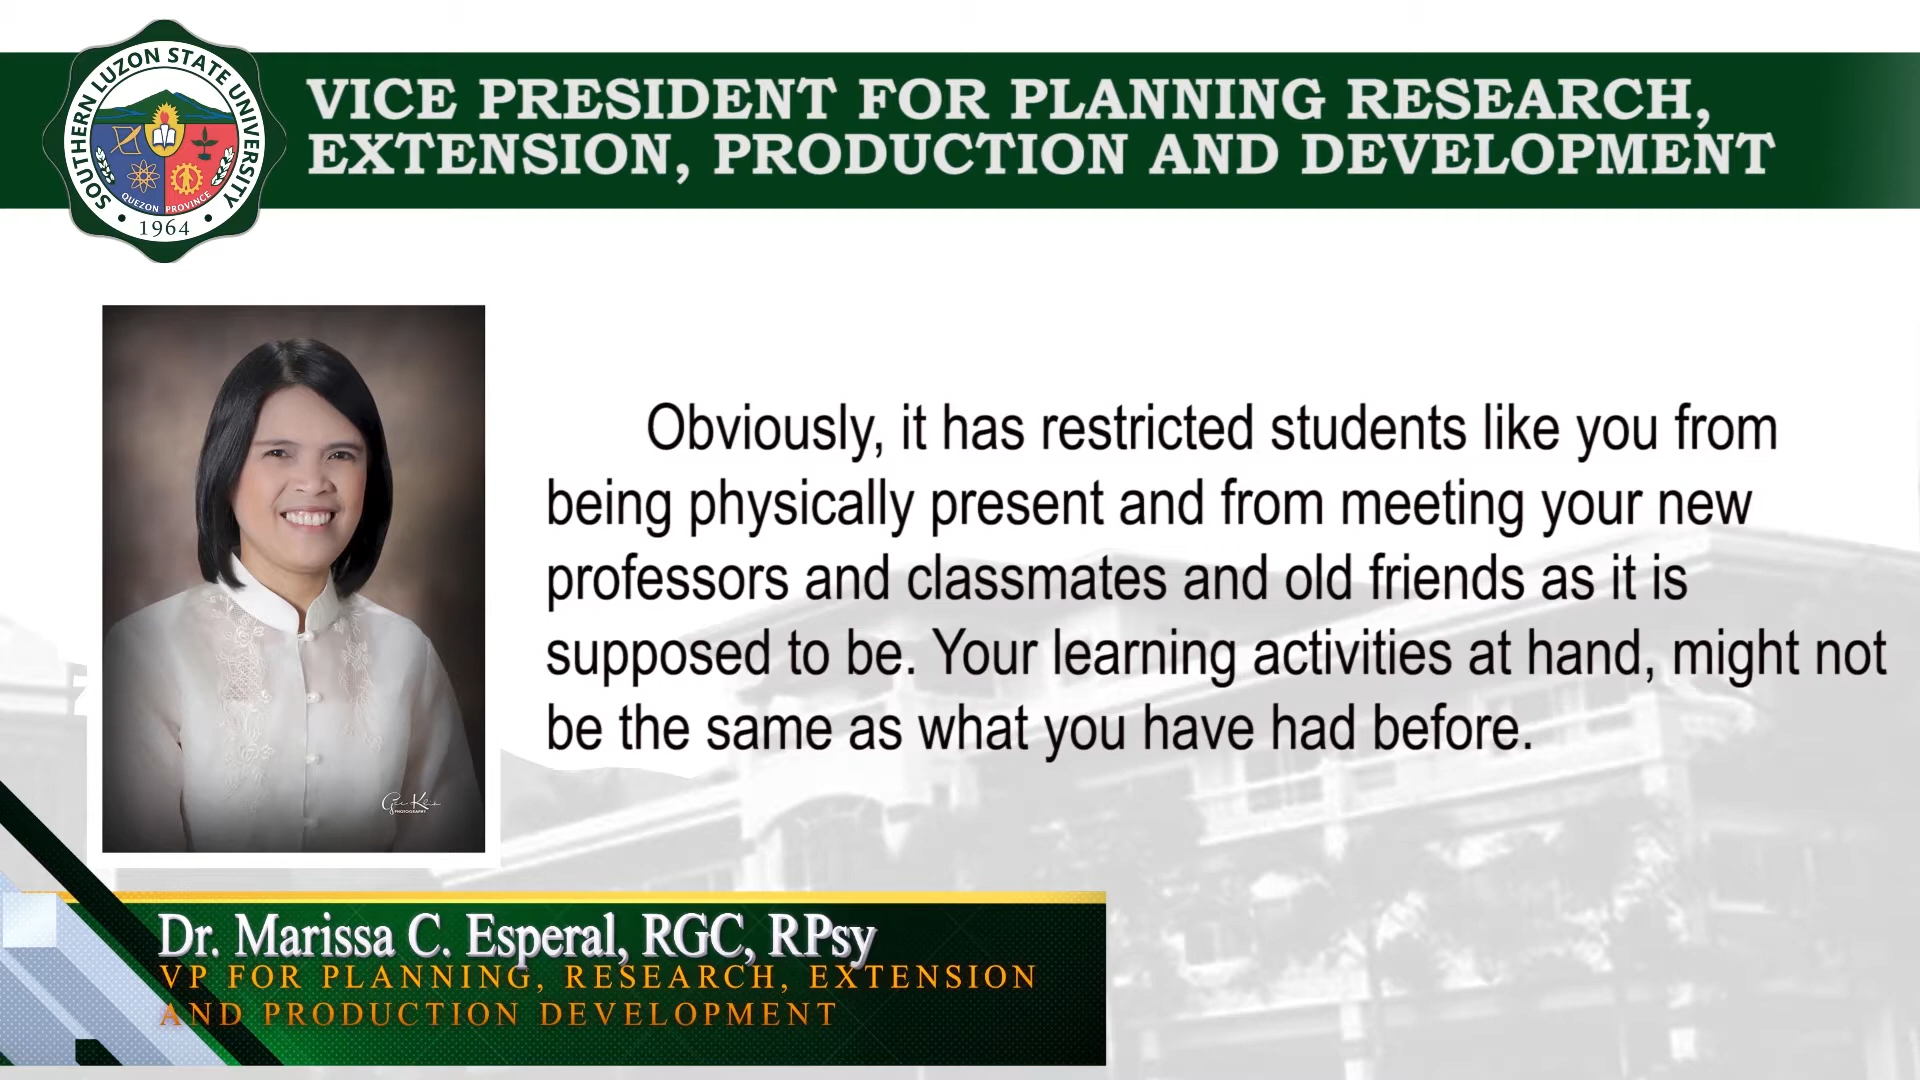 SOUTHERN LUZON STATE UNIVERSITY
QUEZON PROVINCE
• 1964 •
VICE PRESIDENT FOR PLANNING RESEARCH,
EXTENSION, PRODUCTION AND DEVELOPMENT
Obviously, it has restricted students like you from
being physically present and from meeting your new
professors and classmates and old friends as it is
supposed to be. Your learning activities at hand, might not
be the same as what you have had before.
PHOTOGRAPHY
Dr. Marissa C. Esperal, RGC, RPsy
VP FOR PLANNING, RESEARCH, EXTENSION
AND PRODUCTION DEVELOPMENT